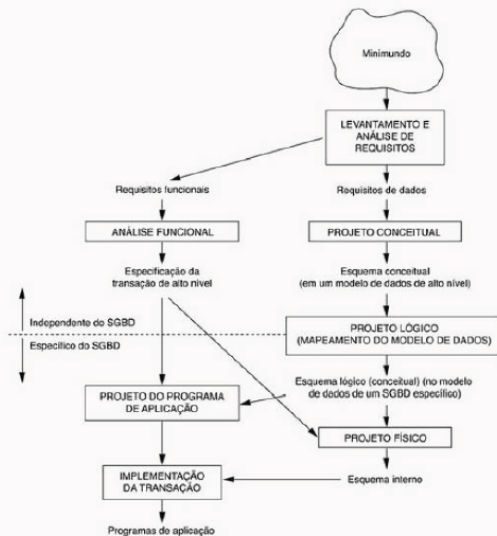 Minimundo
LEVANTAMENTO E
ANÁLISE DE
REQUISITOS
Requisitos funcionais
Requisitos de dados
ANÁLISE FUNCIONAL
PROJETO CONCEITUAL
Especificação da
transação de alto nível
Esquema conceitual
(em um modelo de dados de alto nível)
Independente do SGBD
Específico do SGBD
PROJETO LÓGICO
(MAPEAMENTO DO MODELO DE DADOS)
Esquema lógico (conceitual) (no modelo
de dados de um SGBD específico)
PROJETO DO PROGRAMA
DE APLICAÇÃO
PROJETO FÍSICO
IMPLEMENTAÇÃO
DA TRANSAÇÃO
Esquema interno
Programas de aplicação